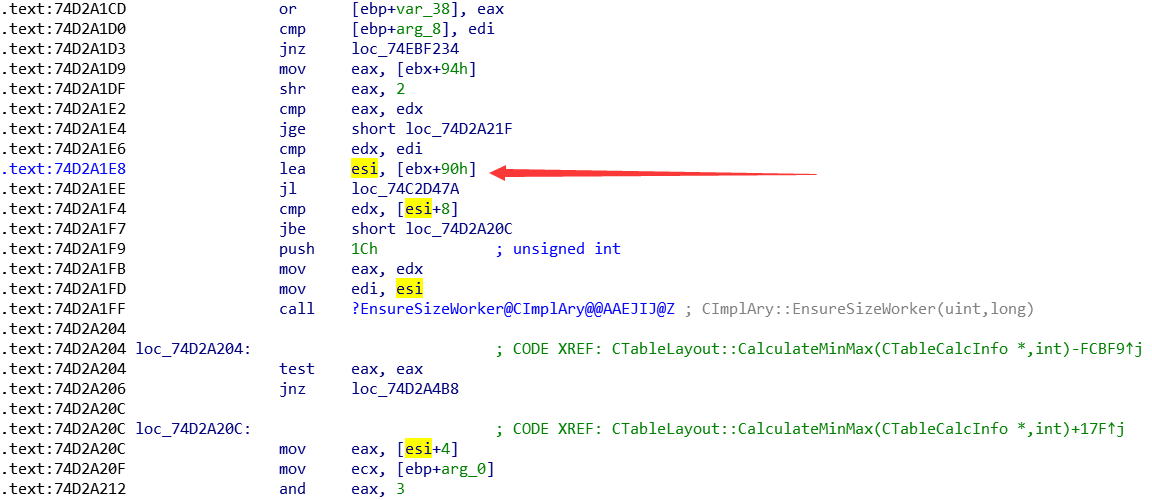 .text:74D2A1CD or [ebp+var_38], eax
.text:74D2A1D0 cmp [ebp+arg_8], edi
.text:74D2A1D3 jnz loc_74EBF234
.text:74D2A1D9 mov eax, [ebx+94h]
.text:74D2A1DF shr eax, 2
.text:74D2A1E2 cmp eax, edx
.text:74D2A1E4 jge short loc_74D2A21F
.text:74D2A1E6 cmp edx, edi
.text:74D2A1E8 lea esi, [ebx+90h]
.text:74D2A1EE jl loc_74C2D47A
.text:74D2A1F4 cmp edx, [esi+8]
.text:74D2A1F7 jbe short loc_74D2A20C
.text:74D2A1F9 push 1Ch ; unsigned int
.text:74D2A1FB mov eax, edx
.text:74D2A1FD mov edi, esi
.text:74D2A1FF call ?EnsureSizeWorker@CImplAry@@AAEJIJ@Z ; CImplAry::EnsureSizeWorker(uint,long)
.text:74D2A204
.text:74D2A204 loc_74D2A204: ; CODE XREF: CTableLayout::CalculateMinMax(CTableCalcInfo *,int)-FCBF9↑j
.text:74D2A204 test eax, eax
.text:74D2A206 jnz loc_74D2A4B8
.text:74D2A20C
.text:74D2A20C loc_74D2A20C: ; CODE XREF: CTableLayout::CalculateMinMax(CTableCalcInfo *,int)+17F↑j
.text:74D2A20C mov eax, [esi+4]
.text:74D2A20F mov ecx, [ebp+arg_0]
.text:74D2A212 and eax, 3